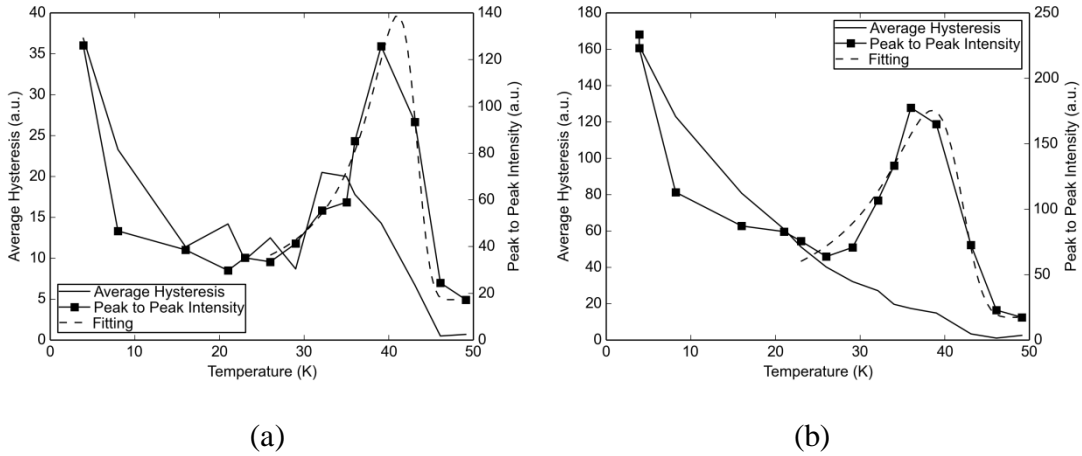 40
35
30
25
20
15
10
5
0
Average Hysteresis (a.u.)
140
120
100
80
60
40
20
0
Peak to Peak Intensity (a.u.)
Average Hysteresis
Peak to Peak Intensity
Fitting
0 10 20 30 40 50
Temperature (K)
(a)
180
160
140
120
100
80
60
40
20
0
Average Hysteresis (a.u.)
250
200
150
100
50
0
Peak to Peak Intensity (a.u.)
Average Hysteresis
Peak to Peak Intensity
Fitting
0 10 20 30 40 50
Temperature (K)
(b)